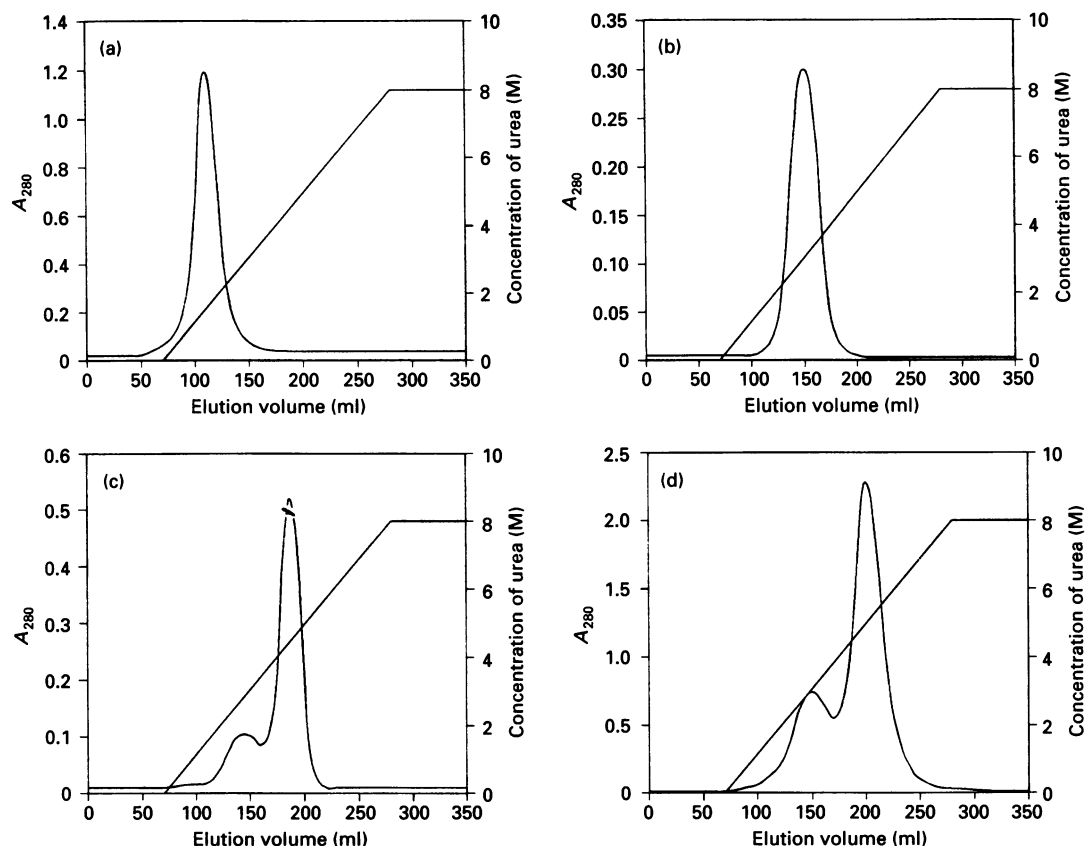 (a)
1.4
1.2
1.0
0.8
0.6
0.4
0.2
0
A280
10
8
6
4
2
0
Concentration of urea (M)
0 50 100 150 200 250 300 350
Elution volume (ml)
(b)
0.35
0.30
0.25
0.20
0.15
0.10
0.05
0
A280
10
8
6
4
2
0
Concentration of urea (M)
0 50 100 150 200 250 300 350
Elution volume (ml)
(c)
0.6
0.5
0.4
0.3
0.2
0.1
0
A280
10
8
6
4
2
0
Concentration of urea (M)
0 50 100 150 200 250 300 350
Elution volume (ml)
(d)
2.5
2.0
1.5
1.0
0.5
0
A280
10
8
6
4
2
0
Concentration of urea (M)
0 50 100 150 200 250 300 350
Elution volume (ml)